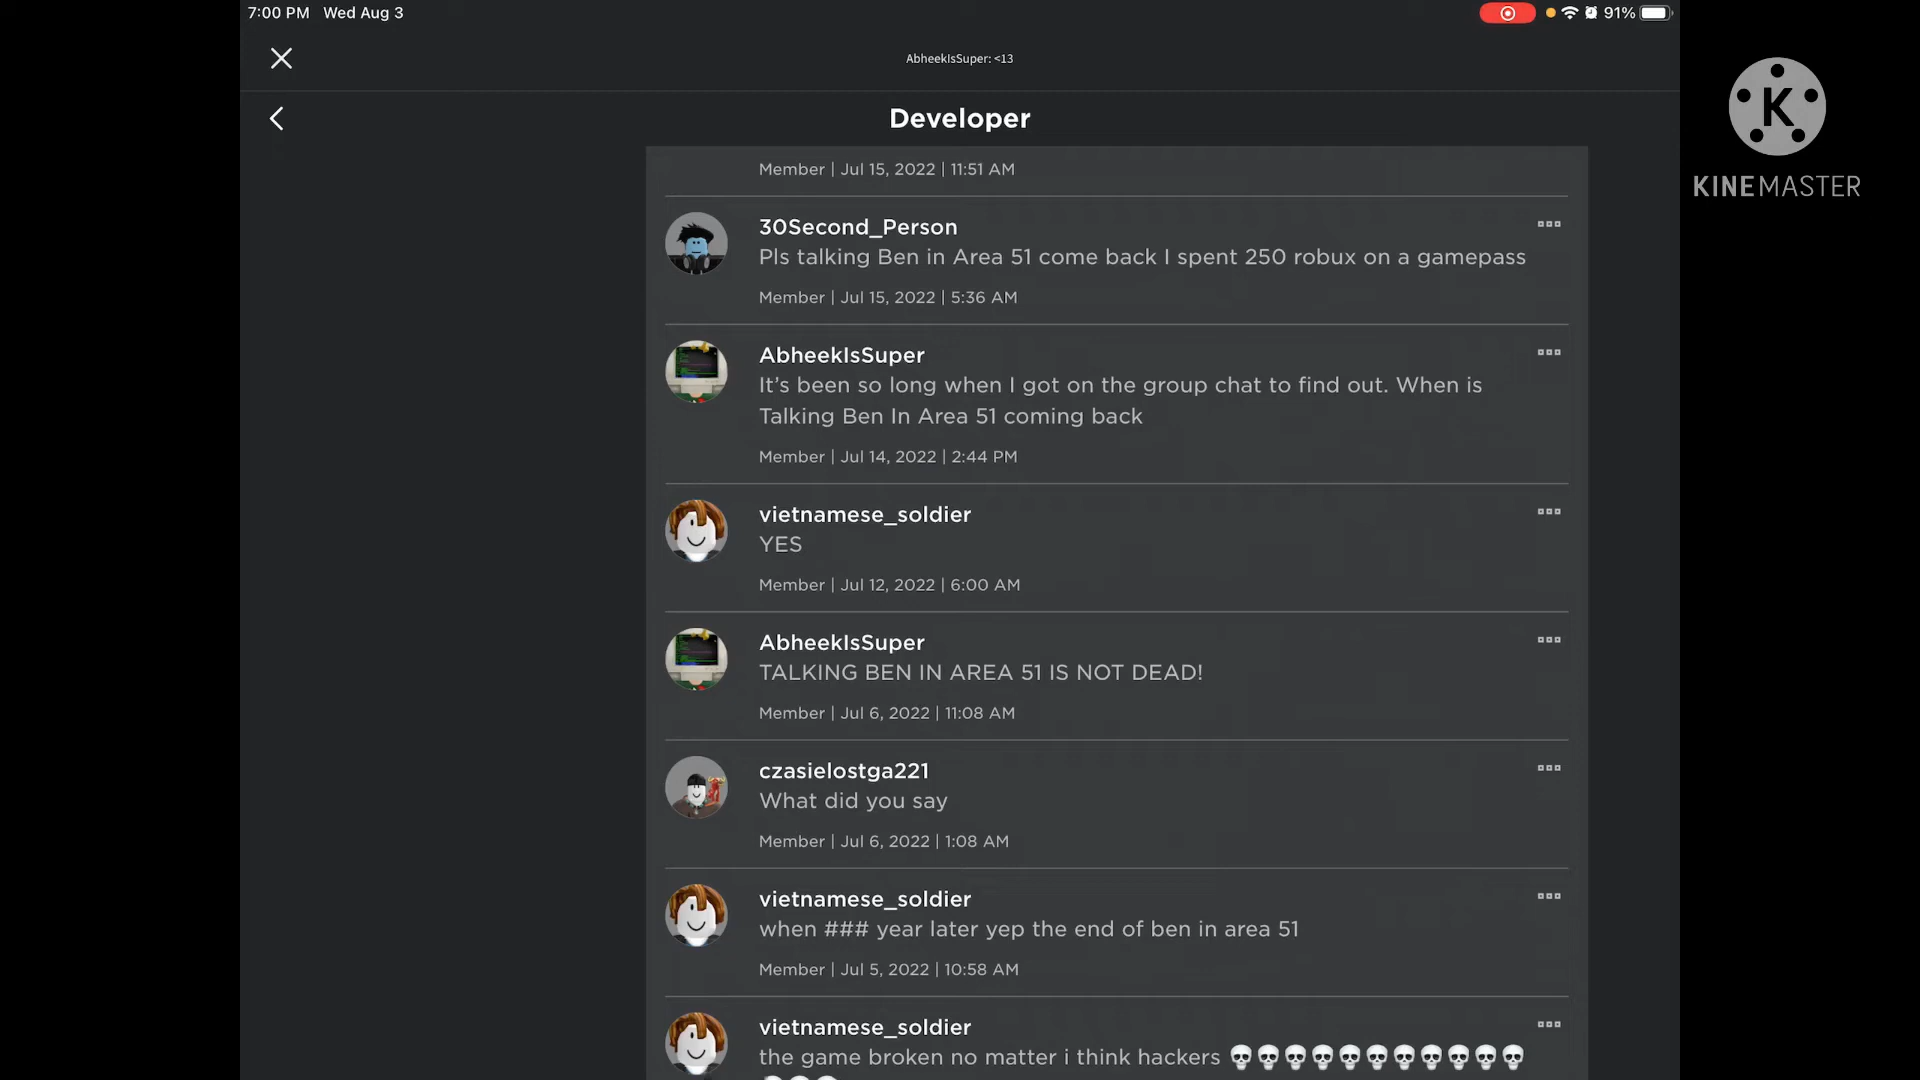 7:00 PM Wed Aug 3
91%
AbheekIsSuper: <13
Developer
KINEMASTER
Member | Jul 15, 2022 | 11:51 AM
30Second_Person
Pls talking Ben in Area 51 come back I spent 250 robux on a gamepass
Member | Jul 15, 2022 | 5:36 AM
AbheekIsSuper
It’s been so long when I got on the group chat to find out. When is
Talking Ben In Area 51 coming back
Member | Jul 14, 2022 | 2:44 PM
vietnamese_soldier
YES
Member | Jul 12, 2022 | 6:00 AM
AbheekIsSuper
TALKING BEN IN AREA 51 IS NOT DEAD!
Member | Jul 6, 2022 | 11:08 AM
czasielostga221
What did you say
Member | Jul 6, 2022 | 1:08 AM
vietnamese_soldier
when ### year later yep the end of ben in area 51
Member | Jul 5, 2022 | 10:58 AM
vietnamese_soldier
the game broken no matter i think hackers 💀💀💀💀💀💀💀💀💀💀💀